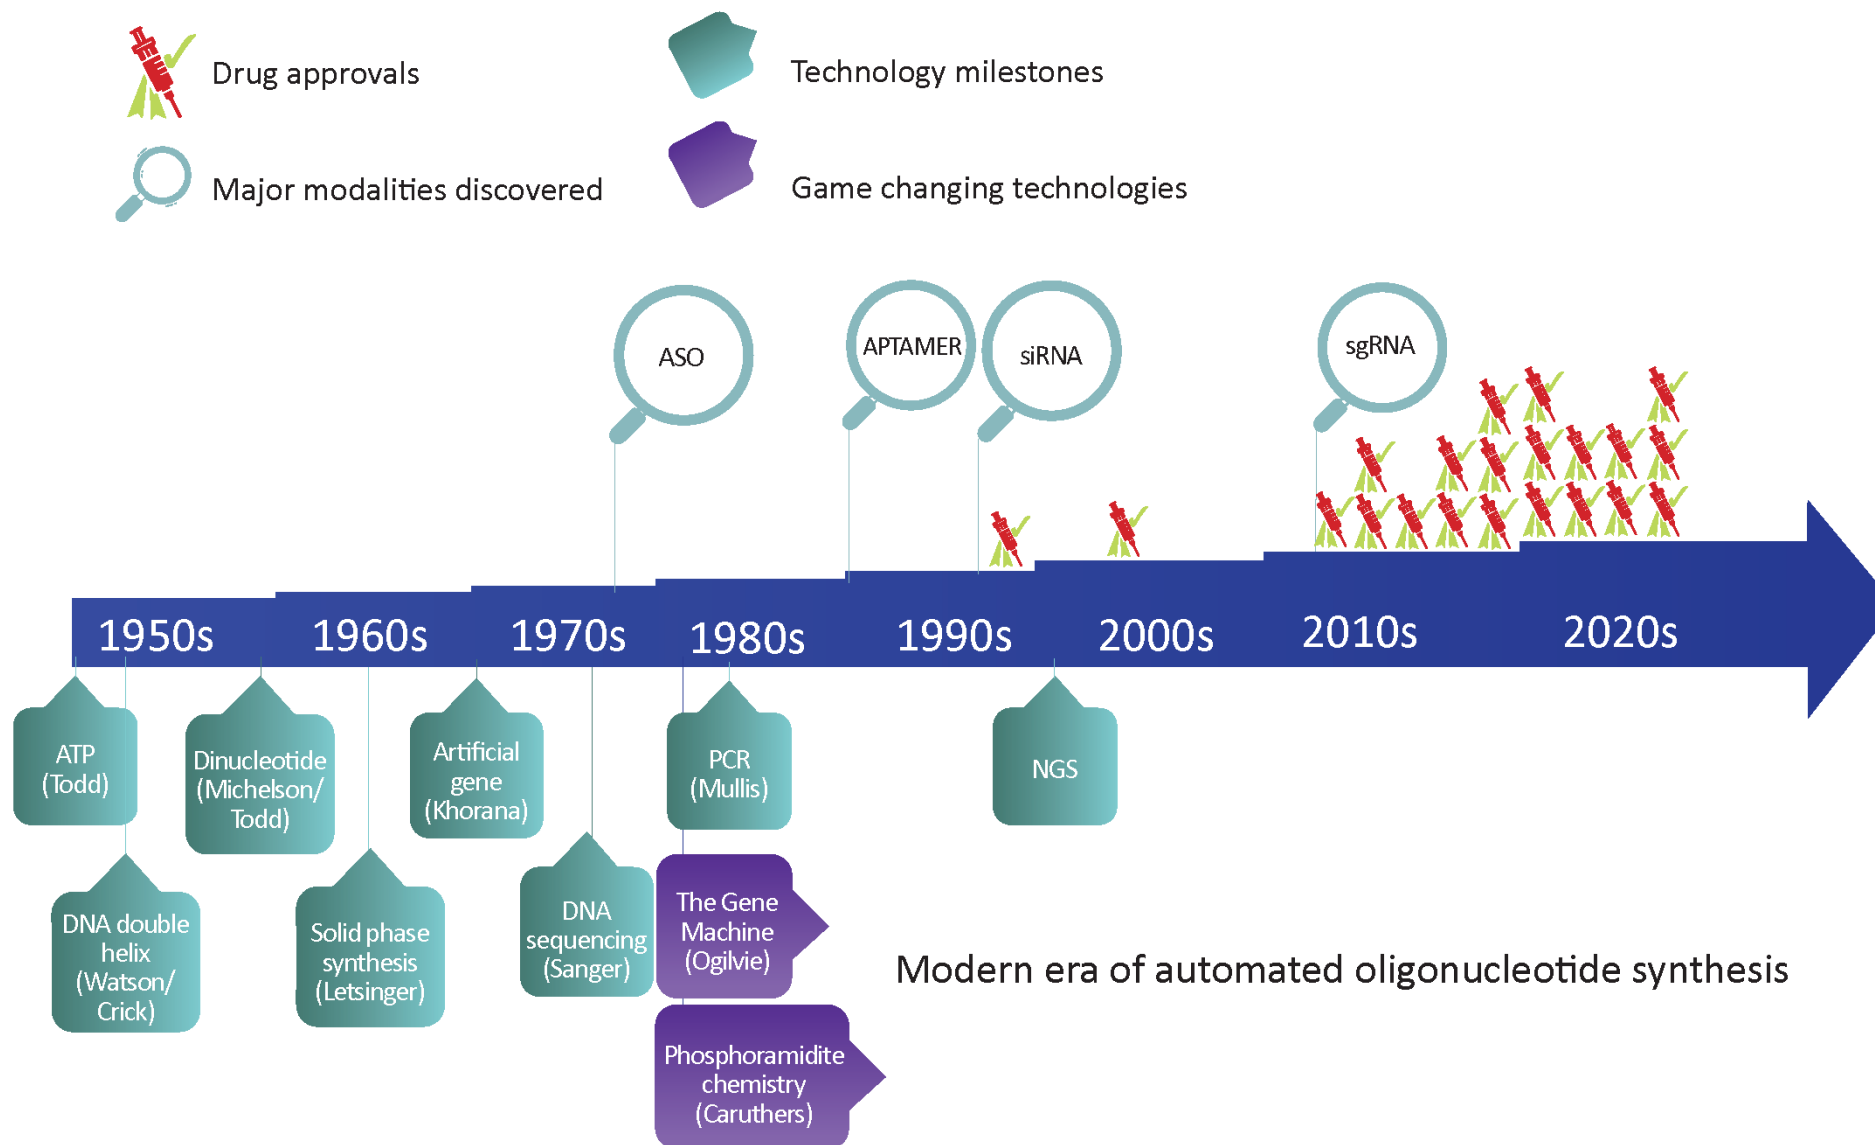 Drug approvals
Technology milestones
Major modalities discovered
Game changing technologies
ASO
APTAMER
siRNA
sgRNA
1950s
1960s
1970s
1980s
1990s
2000s
2010s
2020s
ATP
(Todd)
Dinucleotide
(Michelson/
Todd)
Artificial
gene
(Khorana)
PCR
(Mullis)
NGS
DNA double
helix
(Watson/
Crick)
Solid phase
synthesis
(Letsinger)
DNA
sequencing
(Sanger)
The Gene
Machine
(Ogilvie)
Modern era of automated oligonucleotide synthesis
Phosphoramidite
chemistry
(Caruthers)